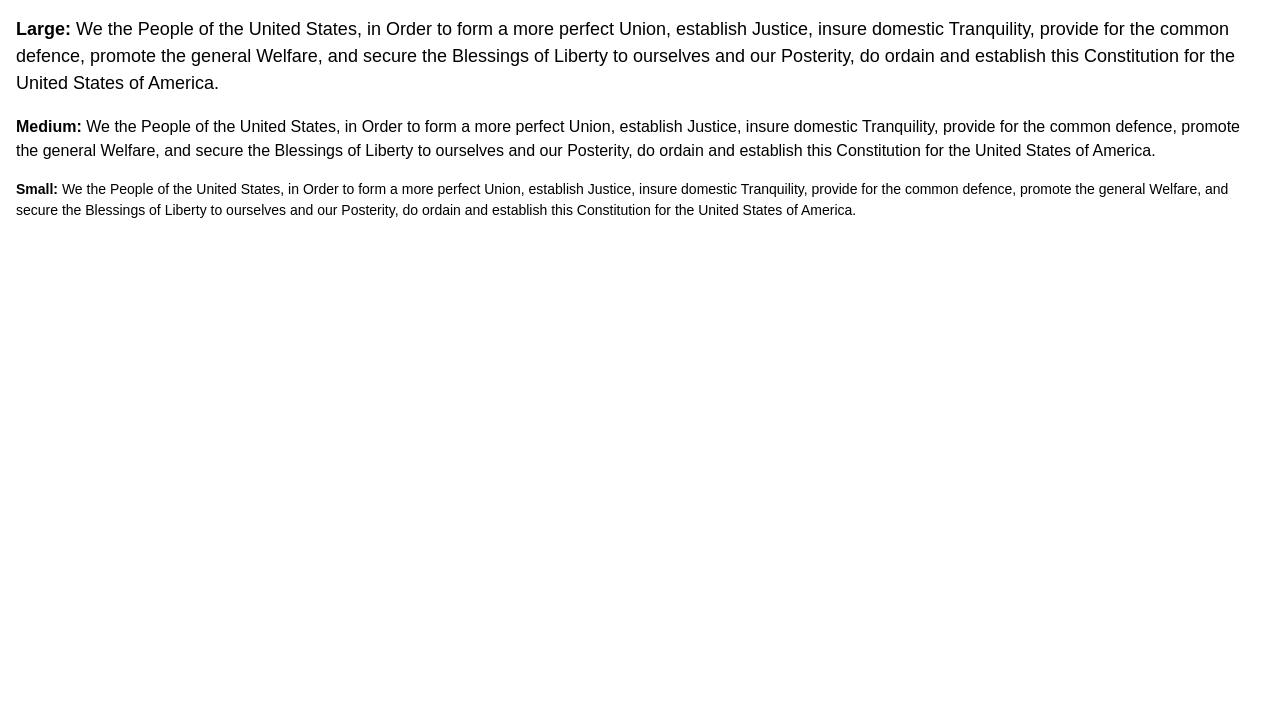 Large: We the People of the United States, in Order to form a more perfect Union, establish Justice, insure domestic Tranquility, provide for the common
defence, promote the general Welfare, and secure the Blessings of Liberty to ourselves and our Posterity, do ordain and establish this Constitution for the
United States of America.
Medium: We the People of the United States, in Order to form a more perfect Union, establish Justice, insure domestic Tranquility, provide for the common defence, promote
the general Welfare, and secure the Blessings of Liberty to ourselves and our Posterity, do ordain and establish this Constitution for the United States of America.
Small: We the People of the United States, in Order to form a more perfect Union, establish Justice, insure domestic Tranquility, provide for the common defence, promote the general Welfare, and
secure the Blessings of Liberty to ourselves and our Posterity, do ordain and establish this Constitution for the United States of America.